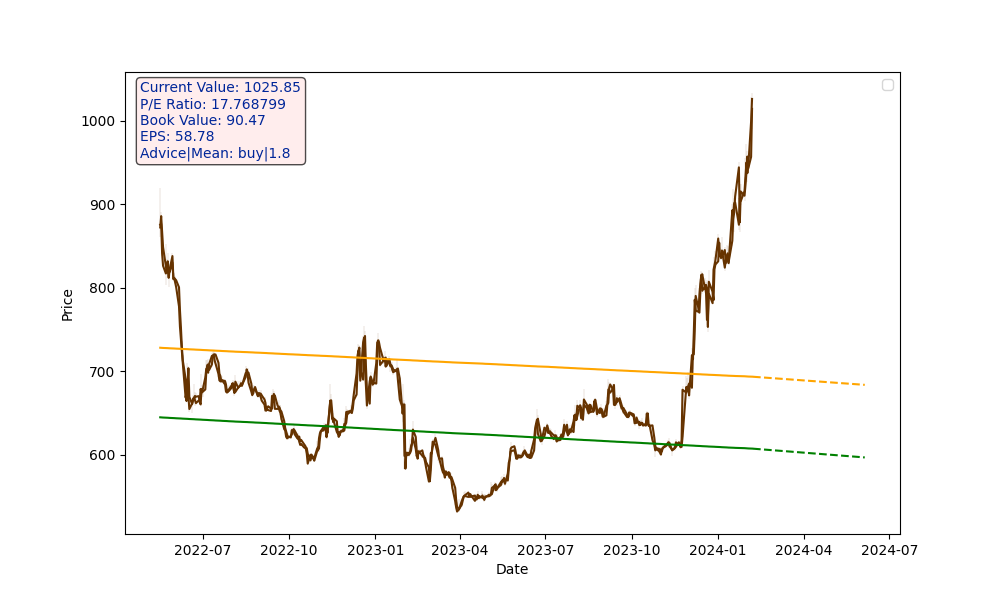 Current Value: 1025.85
P/E Ratio: 17.768799
Book Value: 90.47
EPS: 58.78
Advice|Mean: buy|1.8
1000
900
800
700
600
Price
2022-07
2022-10
2023-01
2023-04
2023-07
2023-10
2024-01
2024-04
2024-07
Date